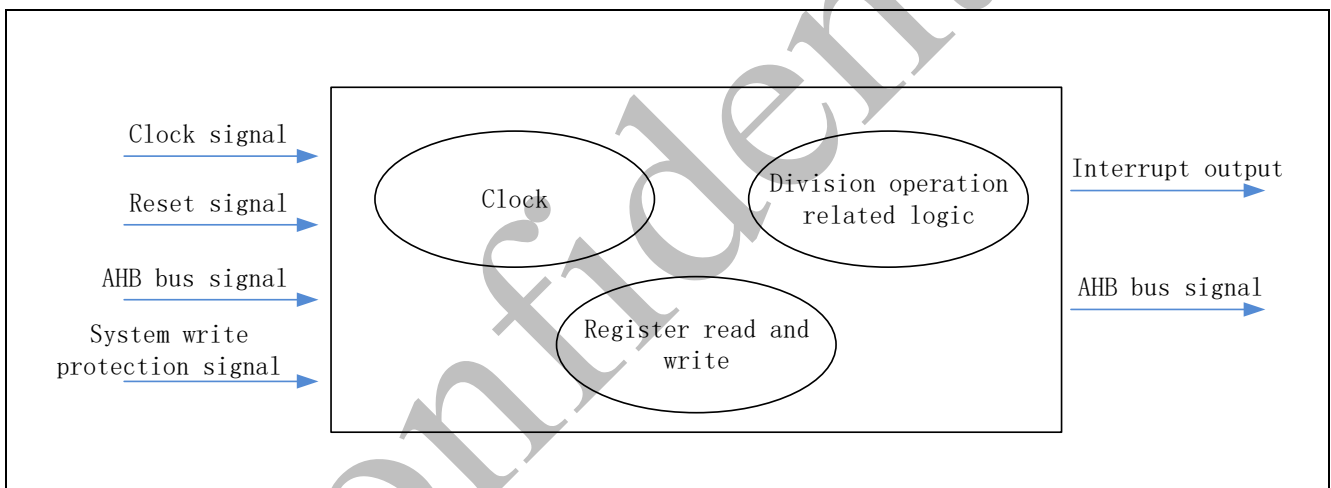 Clock signal
Reset signal
AHB bus signal
System write
protection signal
Clock
Division operation
related logic
Register read and
write
Interrupt output
AHB bus signal
onfident